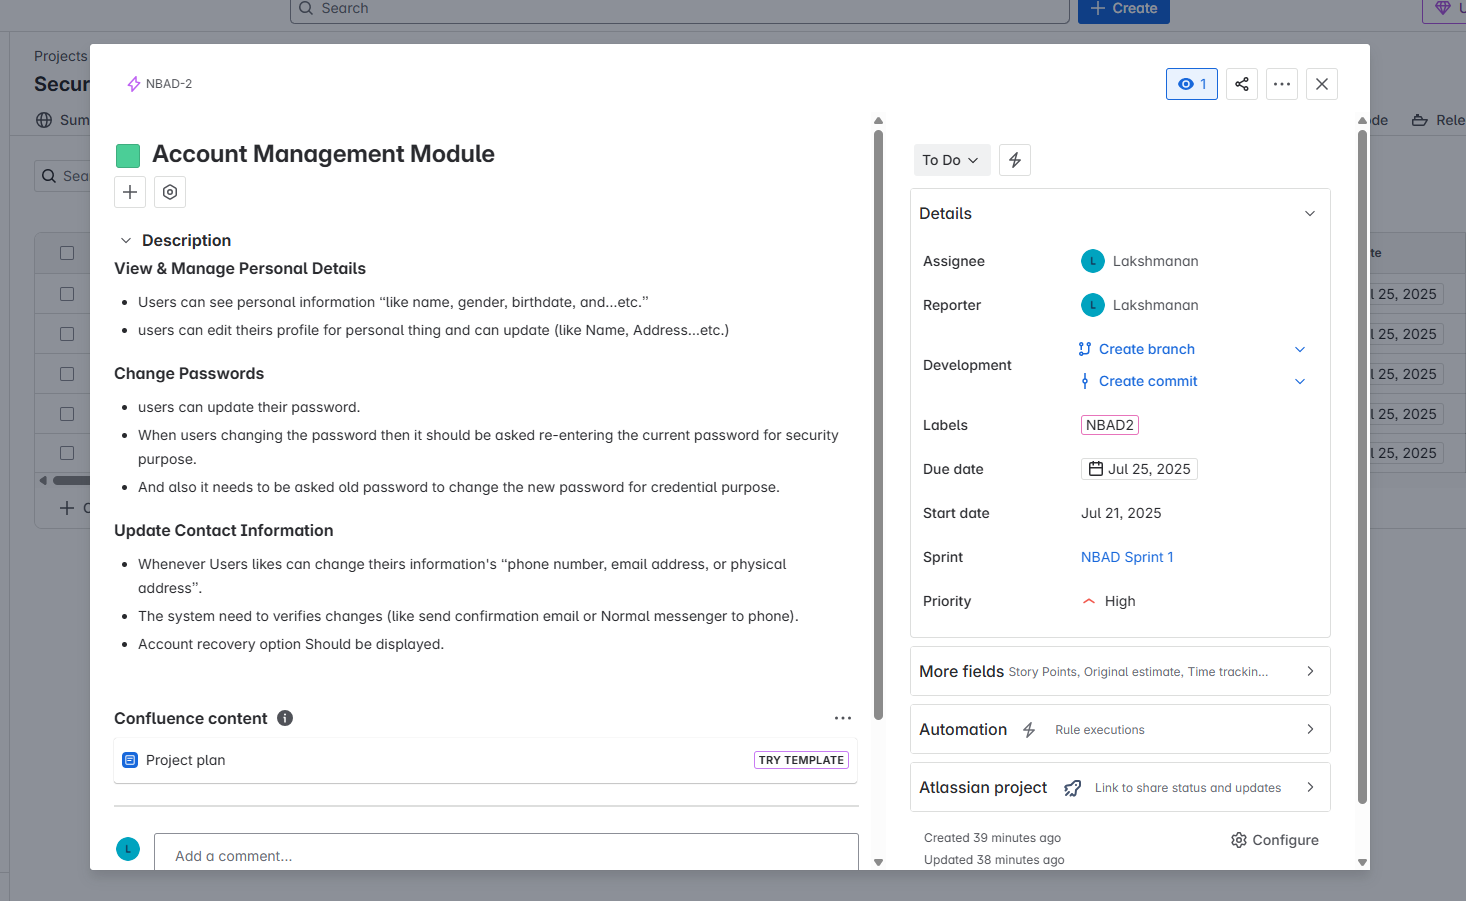 Search
Create
U
Projects
Secur
Sum
de
Rele
Sea
te
l 25, 2025
l 25, 2025
l 25, 2025
l 25, 2025
l 25, 2025
C
NBAD-2
1
Account Management Module
Description
View & Manage Personal Details
Users can see personal information “like name, gender, birthdate, and...etc.”
users can edit theirs profile for personal thing and can update (like Name, Address...etc.)
Change Passwords
users can update their password.
When users changing the password then it should be asked re-entering the current password for security
purpose.
And also it needs to be asked old password to change the new password for credential purpose.
Update Contact Information
Whenever Users likes can change theirs information's “phone number, email address, or physical
address”.
The system need to verifies changes (like send confirmation email or Normal messenger to phone).
Account recovery option Should be displayed.
Confluence content
Project plan
TRY TEMPLATE
L
Add a comment...
To Do
Details
Assignee
L Lakshmanan
Reporter
L Lakshmanan
Development
Create branch
Create commit
Labels
NBAD2
Due date
Jul 25, 2025
Start date
Jul 21, 2025
Sprint
NBAD Sprint 1
Priority
High
More fields Story Points, Original estimate, Time trackin...
Automation Rule executions
Atlassian project Link to share status and updates
Created 39 minutes ago
Configure
Updated 38 minutes ago